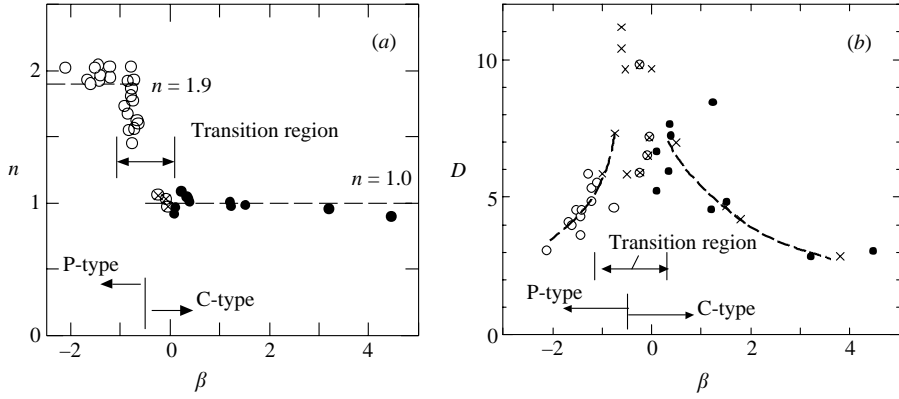 (a)
2
n = 1.9
Transition region
n
n = 1.0
1
P-type
C-type
0
−2 0 2 4
β
(b)
10
D
5
Transition region
P-type
C-type
0
−2 0 2 4
β